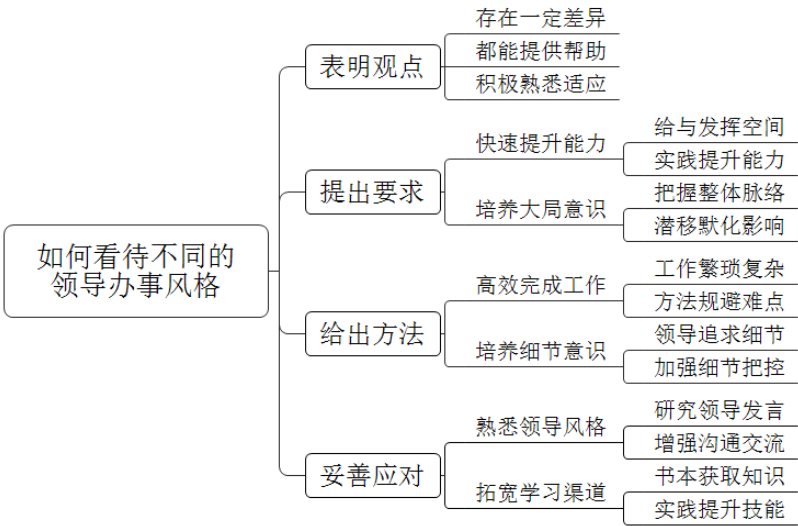 如何看待不同的
领导办事风格
表明观点
存在一定差异
都能提供帮助
积极熟悉适应
提出要求
快速提升能力
给与发挥空间
实践提升能力
培养大局意识
把握整体脉络
潜移默化影响
给出方法
高效完成工作
工作繁琐复杂
方法规避难点
培养细节意识
领导追求细节
加强细节把控
妥善应对
熟悉领导风格
研究领导发言
增强沟通交流
拓宽学习渠道
书本获取知识
实践提升技能